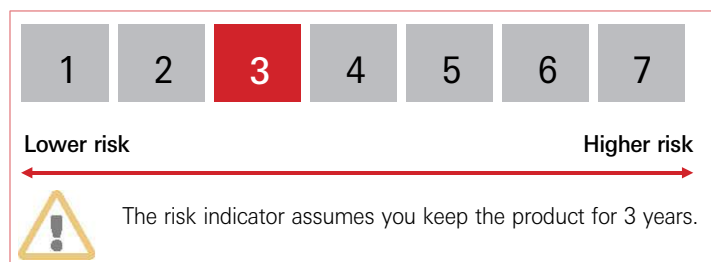 1 2 3 4 5 6 7
Lower risk Higher risk
The risk indicator assumes you keep the product for 3 years.